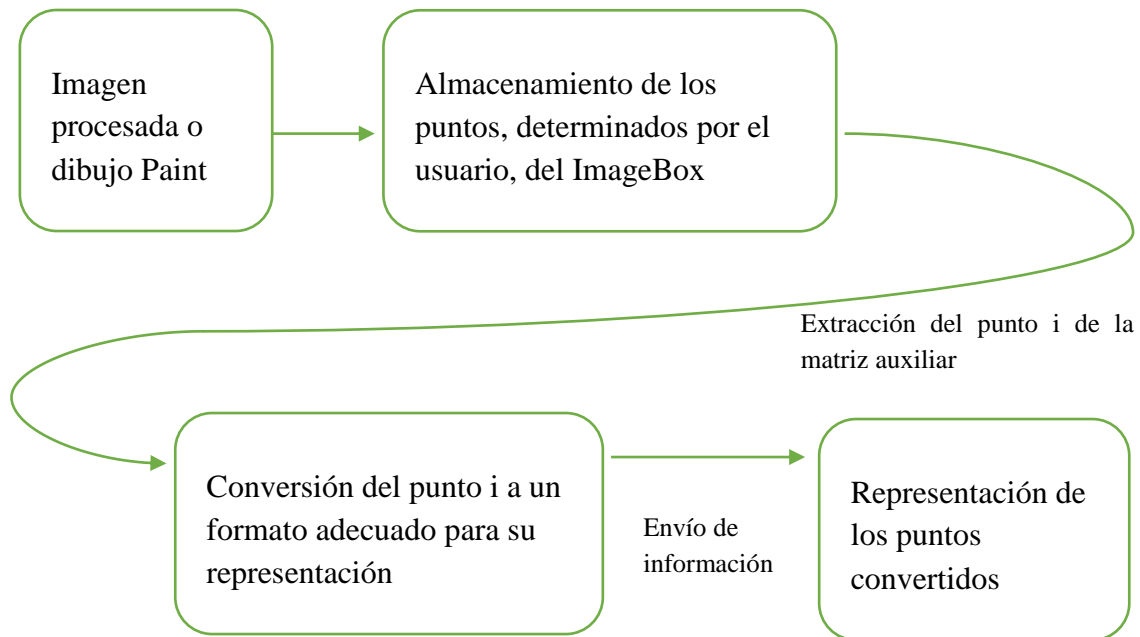 Imagen
procesada o
dibujo Paint
Almacenamiento de los
puntos, determinados por el
usuario, del ImageBox
Extracción del punto i de la
matriz auxiliar
Conversión del punto i a un
formato adecuado para su
representación
Envío de
información
Representación de
los puntos
convertidos